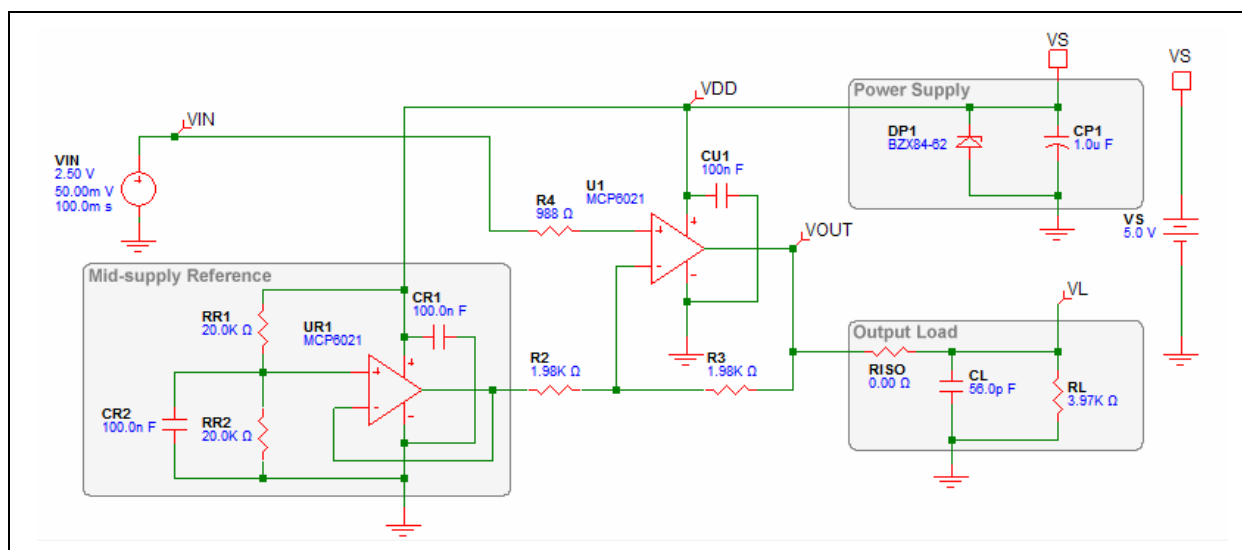 VS
VS
VDD
Power Supply
VIN
DP1
BZX84-62
CP1
1.0u F
VIN
2.50 V
50.00m V
100.0m s
CU1
100n F
U1
MCP6021
R4
988 Ω
VOUT
VS
5.0 V
Mid-supply Reference
CR1
100.0n F
VL
RR1
20.0K Ω
UR1
MCP6021
Output Load
R2
1.98K Ω
R3
1.98K Ω
RISO
0.00 Ω
CL
56.0p F
RL
3.97K Ω
CR2
100.0n F
RR2
20.0K Ω